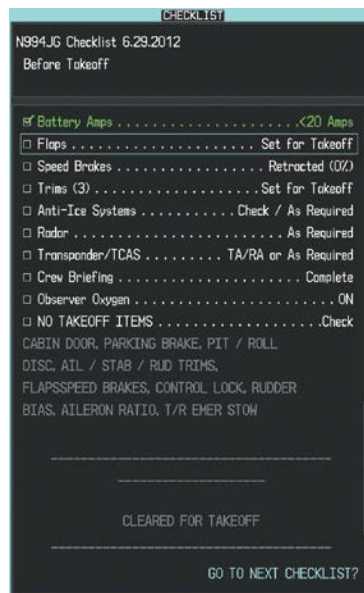 CHECKLIST
N994JG Checklist 6.29.2012
Before Takeoff
Battery Amps . . . . . . . . . . . . . . . . . . . . . . . <20 Amps
Flaps . . . . . . . . . . . . . . . . . . . . . . Set for Takeoff
Speed Brakes . . . . . . . . . . . . . . . . . Retracted (0%)
Trims (3) . . . . . . . . . . . . . . . . . . . Set for Takeoff
Anti-Ice Systems . . . . . . . . . . . Check / As Required
Radar . . . . . . . . . . . . . . . . . . . . . . . . As Required
Transponder/TCAS . . . . . . . . . TA/RA or As Required
Crew Briefing . . . . . . . . . . . . . . . . . . . . . Complete
Observer Oxygen . . . . . . . . . . . . . . . . . . . . . . ON
NO TAKEOFF ITEMS . . . . . . . . . . . . . . . . . . .Check
CABIN DOOR, PARKING BRAKE, PIT / ROLL
DISC, AIL / STAB / RUD TRIMS,
FLAPSSPEED BRAKES, CONTROL LOCK, RUDDER
BIAS, AILERON RATIO, T/R EMER STOW
CLEARED FOR TAKEOFF
GO TO NEXT CHECKLIST?